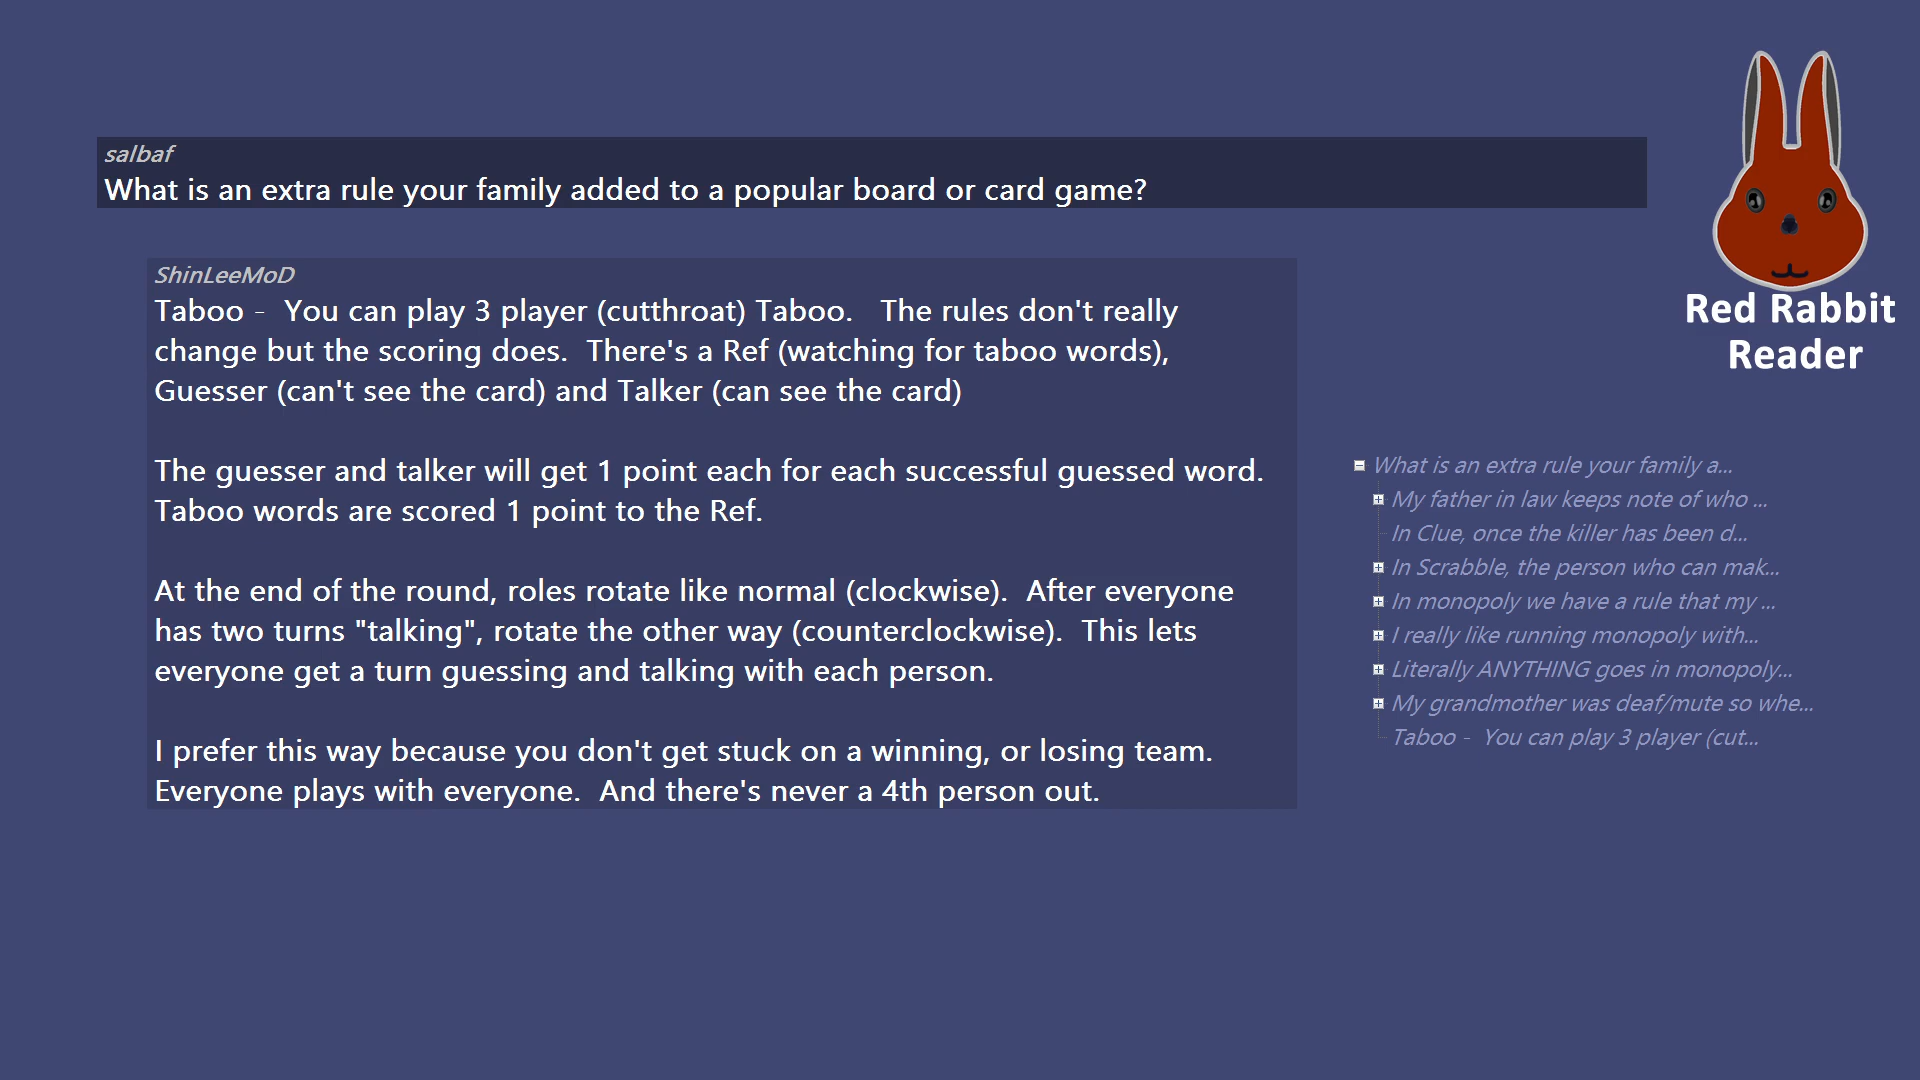 salbaf
What is an extra rule your family added to a popular board or card game?
ShinLeeMoD
Taboo -  You can play 3 player (cutthroat) Taboo.   The rules don't really
change but the scoring does.  There's a Ref (watching for taboo words),
Guesser (can't see the card) and Talker (can see the card)
The guesser and talker will get 1 point each for each successful guessed word.
Taboo words are scored 1 point to the Ref.
At the end of the round, roles rotate like normal (clockwise).  After everyone
has two turns "talking", rotate the other way (counterclockwise).  This lets
everyone get a turn guessing and talking with each person.
I prefer this way because you don't get stuck on a winning, or losing team.
Everyone plays with everyone.  And there's never a 4th person out.
Red Rabbit
Reader
What is an extra rule your family a...
My father in law keeps note of who ...
In Clue, once the killer has been d...
In Scrabble, the person who can mak...
In monopoly we have a rule that my ...
I really like running monopoly with...
Literally ANYTHING goes in monopoly...
My grandmother was deaf/mute so whe...
Taboo -  You can play 3 player (cut...